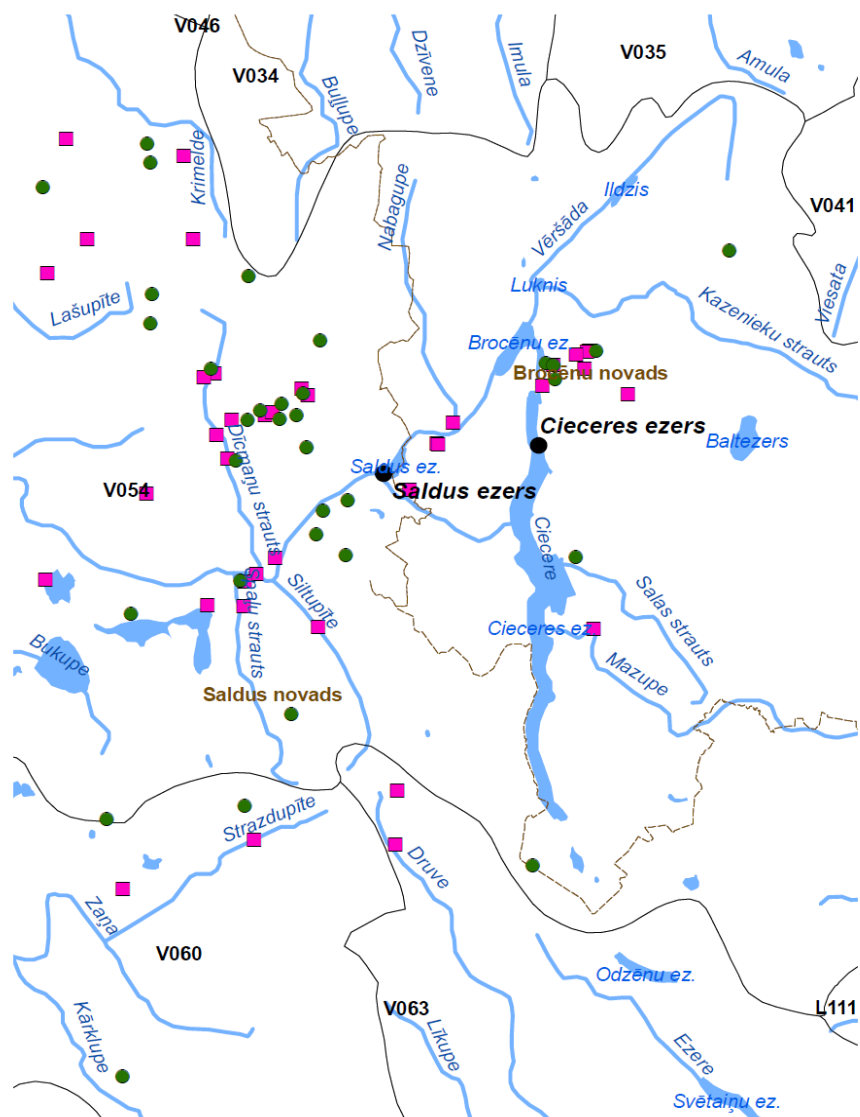 V046
V034
V035
Dzīvene
Imula
Amula
Buļļupe
Krimelde
Nabagupe
Ildzis
Vēršāda
V041
Luknis
Viesata
Lašupīte
Kazenieku strauts
Brocēnu ez.
Brocēnu novads
Cieceres ezers
Baltezers
Dīcmaņu strauts
Saldus ez.
Saldus ezers
V054
Ciecere
Siltupīte
Salas strauts
Cieceres ez.
Mazupe
Bukupe
Saldus novads
Strazdupīte
Druve
Zaņa
V060
Odzēnu ez.
V063
L111
Kārklupe
Līkupe
Ezere
Svētaiņu ez.